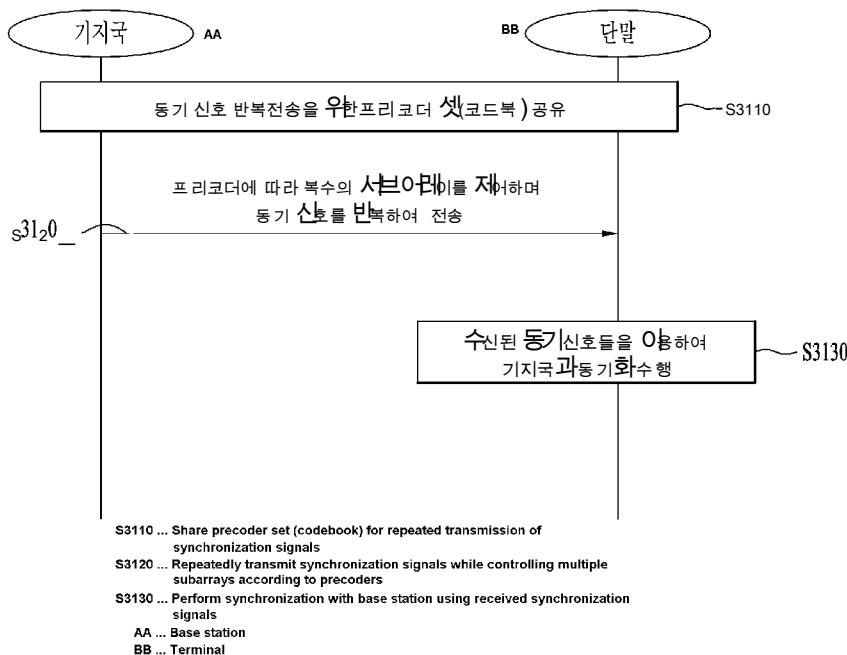 기지국
AA
BB
단말
동기 신호 반복전송을 위한프리코더 셋(코드북) 공유
S3110
프리코더에 따라 복수의 서브어레이를 제어하며
동기 신호를 반복하여 전송
S3120
수신된 동기신호들을 이용하여
기지국과동기화수행
S3130
S3110 ... Share precoder set (codebook) for repeated transmission of
synchronization signals
S3120 ... Repeatedly transmit synchronization signals while controlling multiple
subarrays according to precoders
S3130 ... Perform synchronization with base station using received synchronization
signals
AA ... Base station
BB ... Terminal